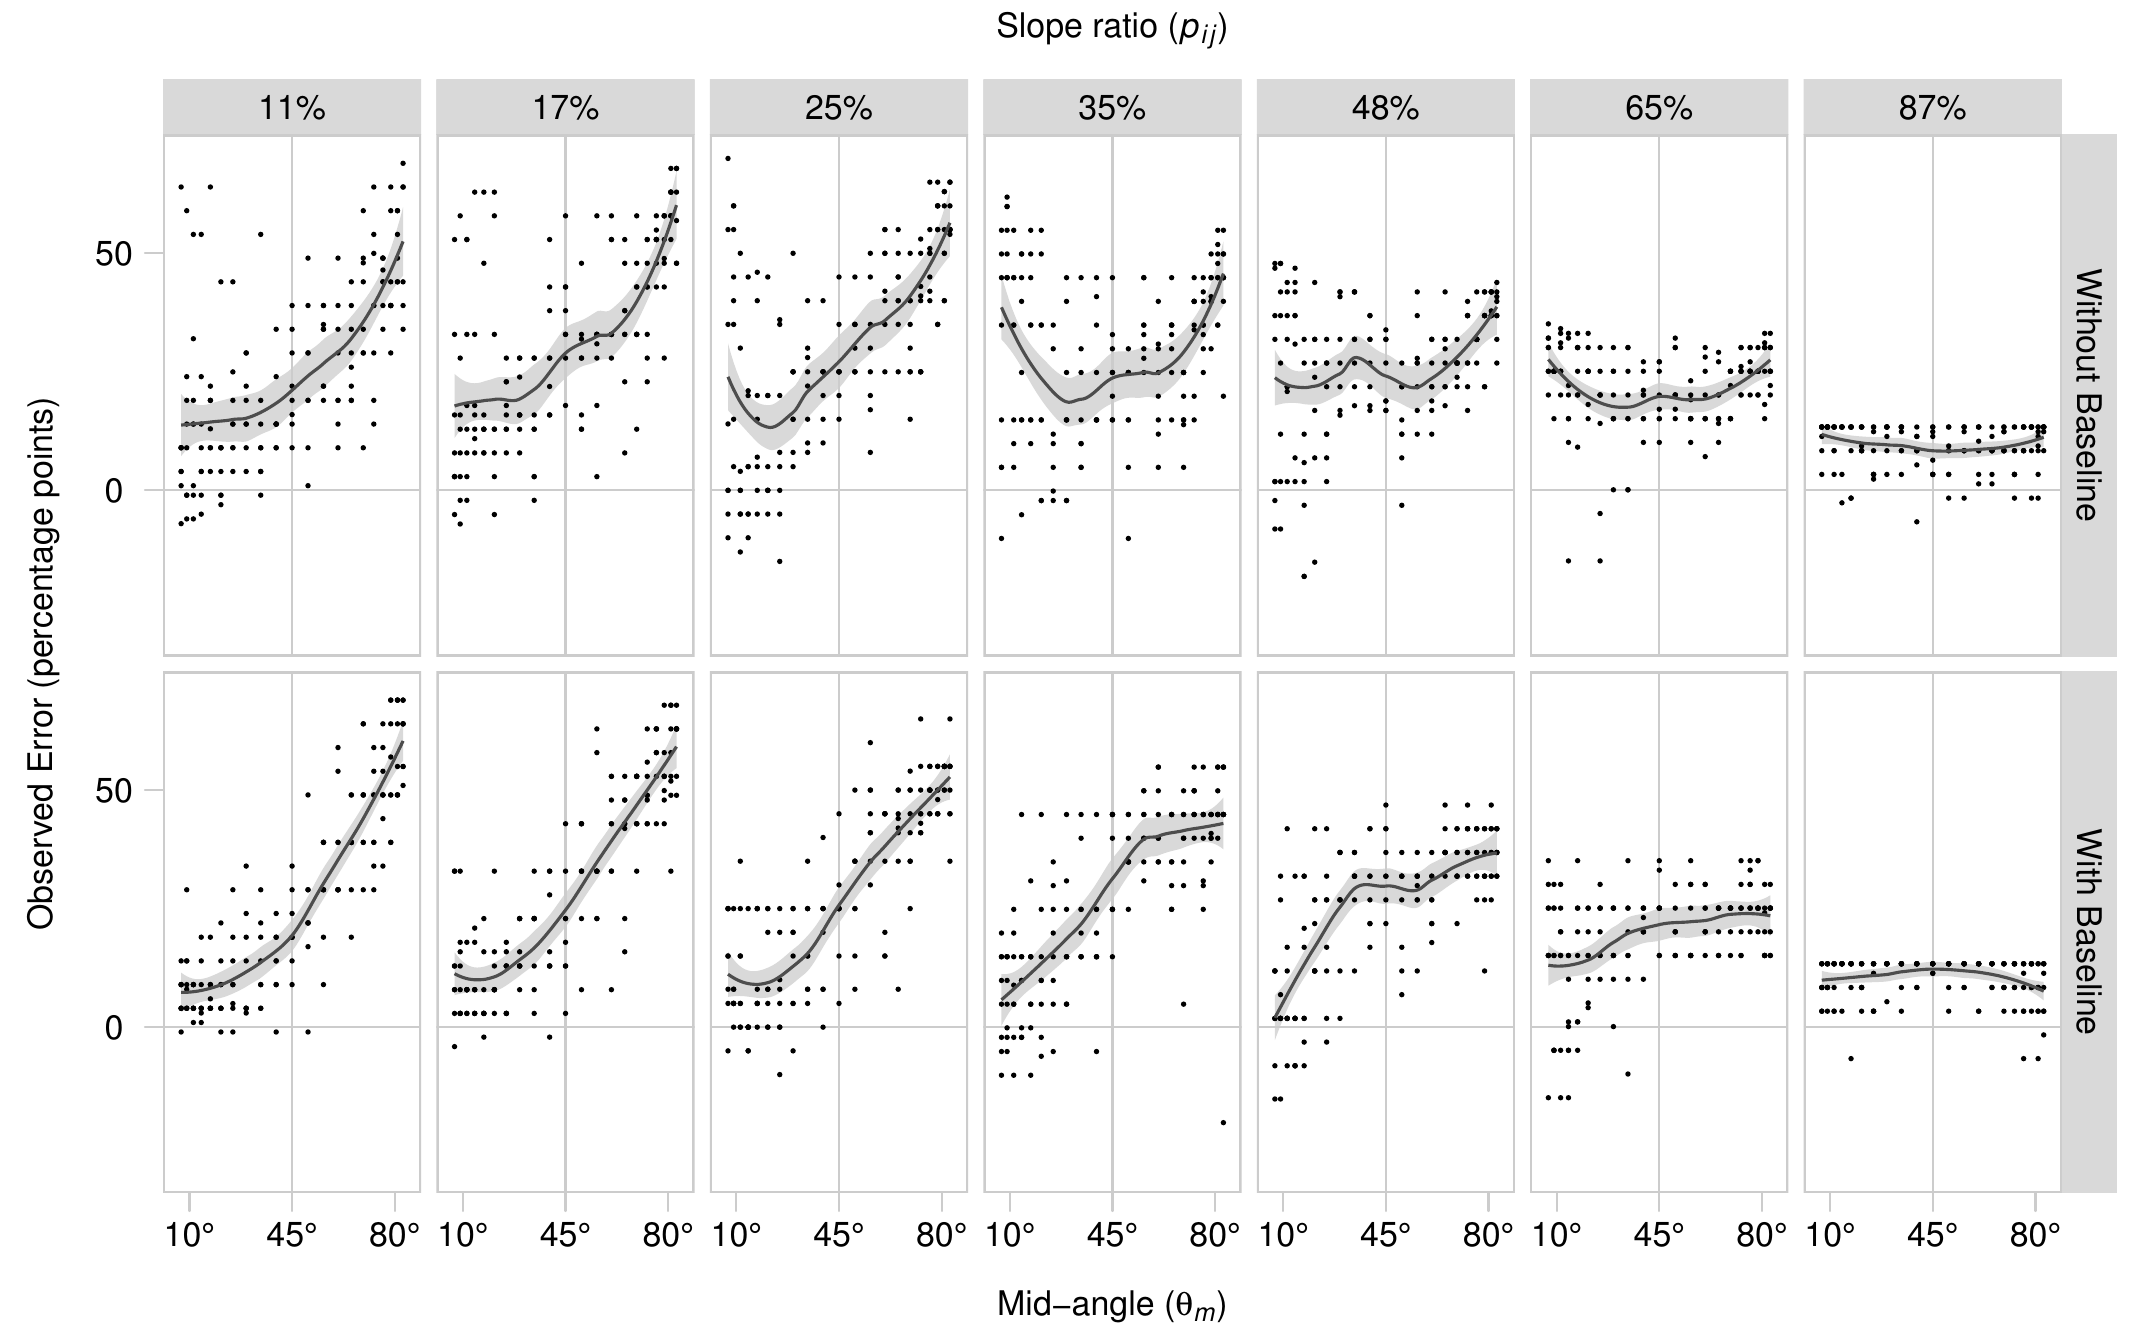 Slope ratio (pij)
11% 17% 25% 35% 48% 65% 87%
Observed Error (percentage points)
50
0
Without Baseline
50
0
With Baseline
10° 45° 80° 10° 45° 80° 10° 45° 80° 10° 45° 80° 10° 45° 80° 10° 45° 80° 10° 45° 80°
Mid−angle (θm)